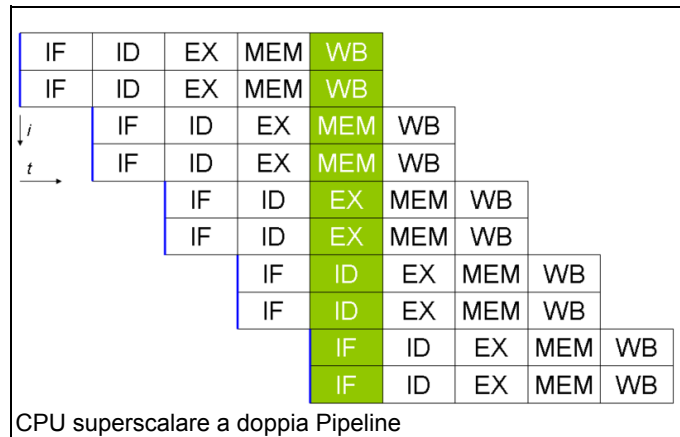 IF ID EX MEM WB
IF ID EX MEM WB
i IF ID EX MEM WB
t IF ID EX MEM WB
IF ID EX MEM WB
IF ID EX MEM WB
IF ID EX MEM WB
IF ID EX MEM WB
IF ID EX MEM WB
IF ID EX MEM WB
CPU superscalare a doppia Pipeline